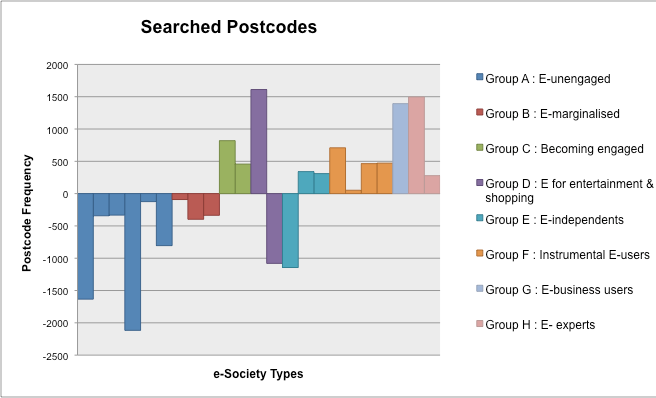 Searched Postcodes
2000
1500
1000
500
0
-500
-1000
-1500
-2000
-2500
Postcode Frequency
e-Society Types
Group A : E-unengaged
Group B : E-marginalised
Group C : Becoming engaged
Group D : E for entertainment &
shopping
Group E : E-independents
Group F : Instrumental E-users
Group G : E-business users
Group H : E- experts